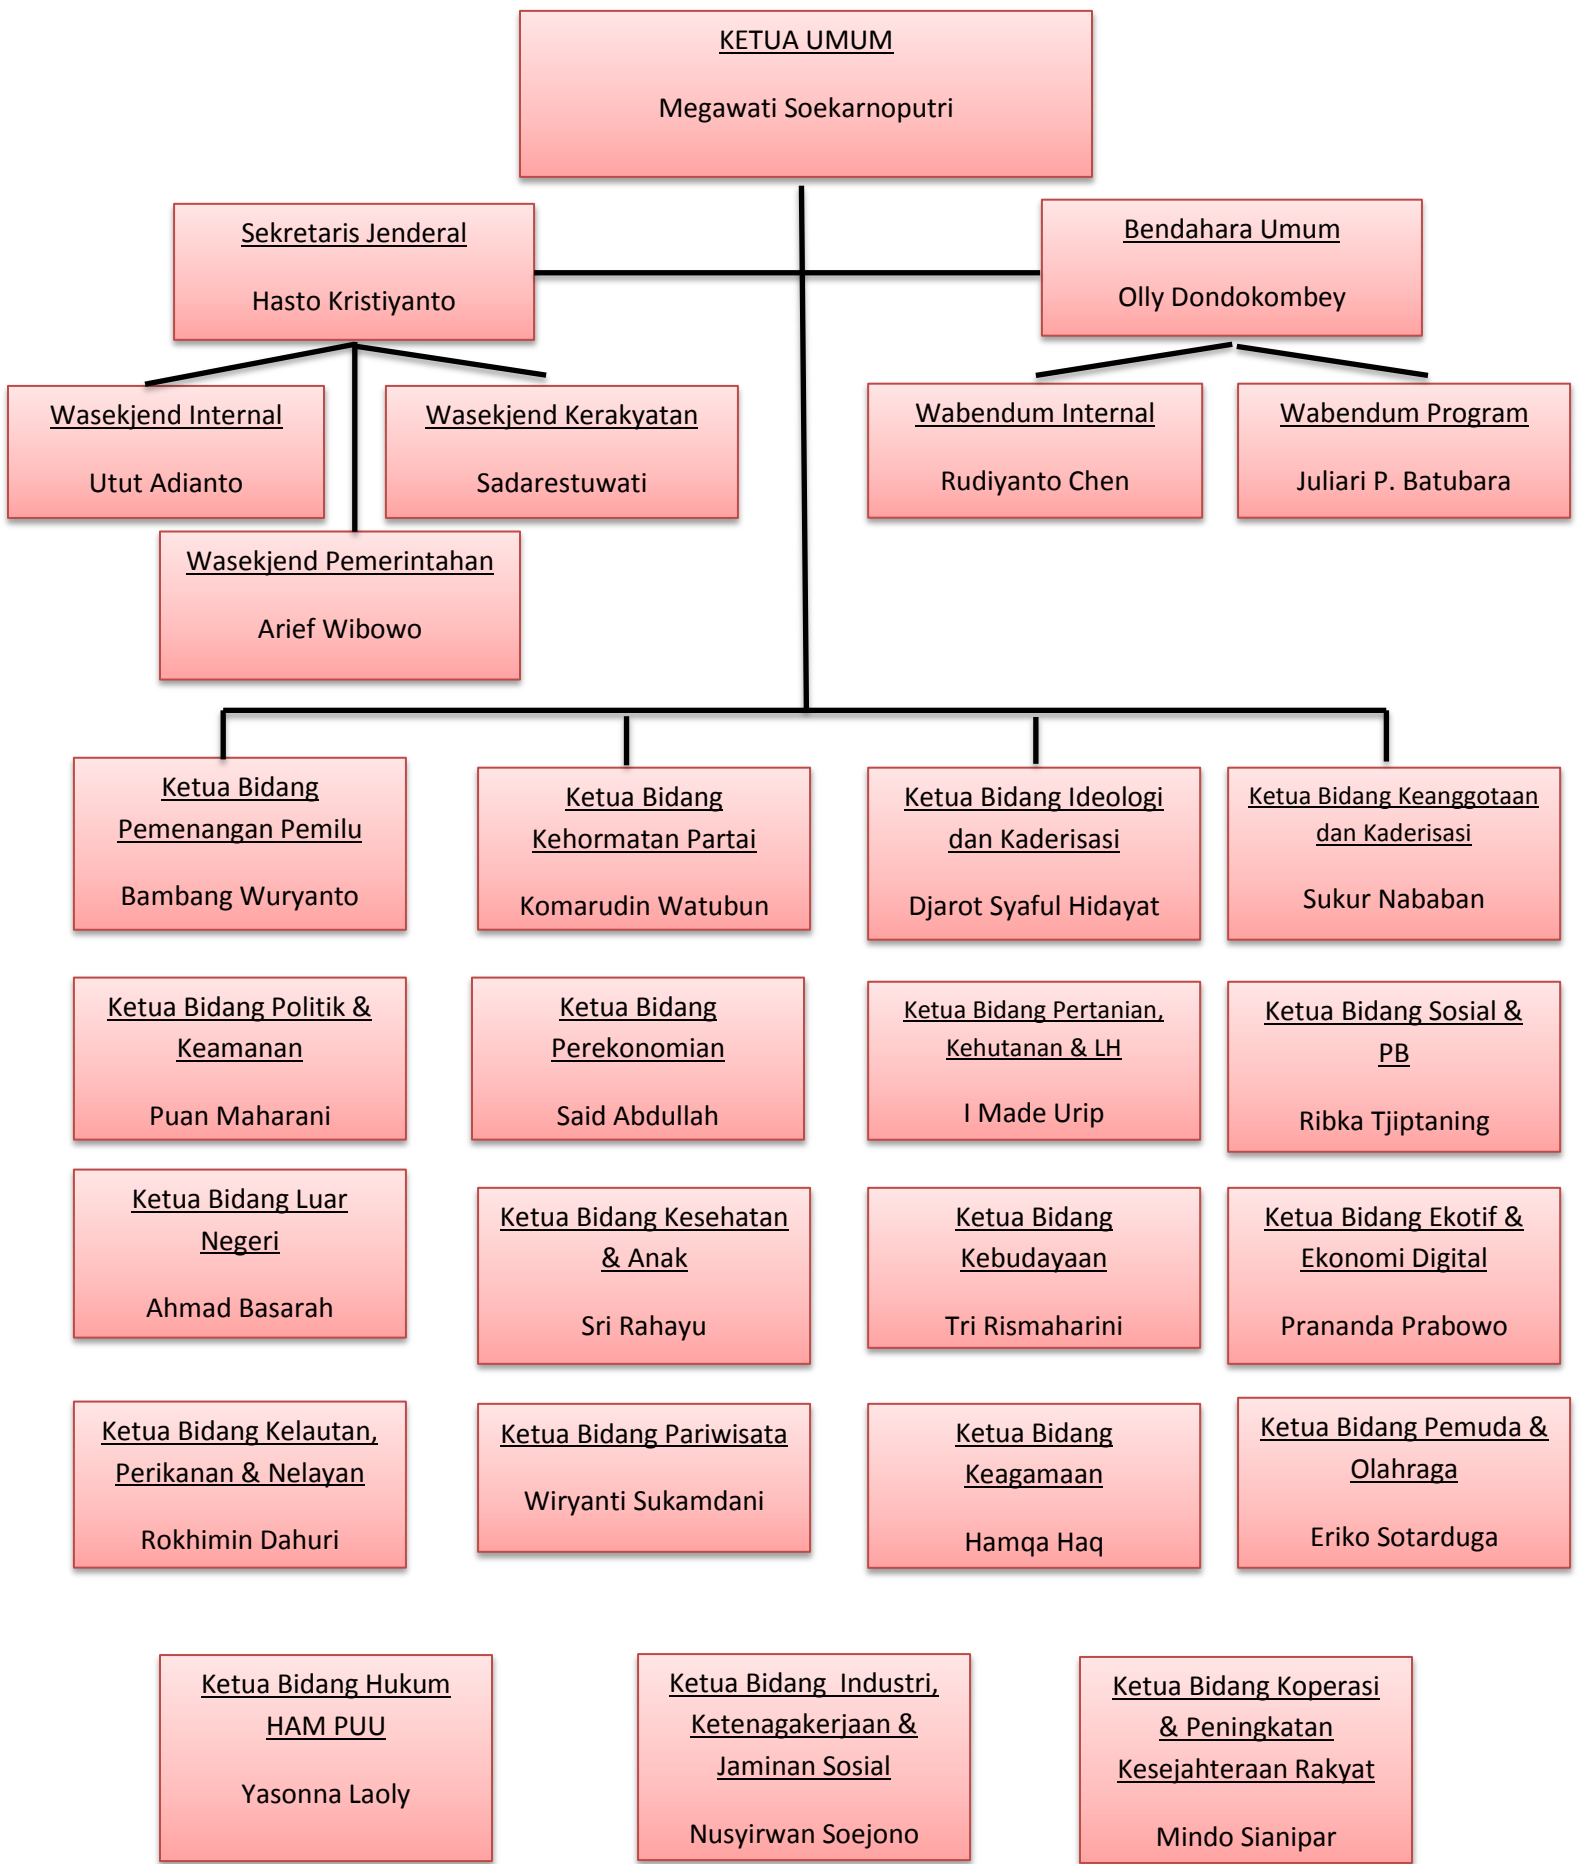 KETUA UMUM
Megawati Soekarnoputri
Sekretaris Jenderal
Hasto Kristiyanto
Bendahara Umum
Olly Dondokombey
Wasekjend Internal
Utut Adianto
Wasekjend Kerakyatan
Sadarestuwati
Wabendum Internal
Rudiyanto Chen
Wabendum Program
Juliari P. Batubara
Wasekjend Pemerintahan
Arief Wibowo
Ketua Bidang
Pemenangan Pemilu
Bambang Wuryanto
Ketua Bidang
Kehormatan Partai
Komarudin Watubun
Ketua Bidang Ideologi
dan Kaderisasi
Djarot Syaful Hidayat
Ketua Bidang Keanggotaan
dan Kaderisasi
Sukur Nababan
Ketua Bidang Politik &
Keamanan
Puan Maharani
Ketua Bidang
Perekonomian
Said Abdullah
Ketua Bidang Pertanian,
Kehutanan & LH
I Made Urip
Ketua Bidang Sosial &
PB
Ribka Tjiptaning
Ketua Bidang Luar
Negeri
Ahmad Basarah
Ketua Bidang Kesehatan
& Anak
Sri Rahayu
Ketua Bidang
Kebudayaan
Tri Rismaharini
Ketua Bidang Ekotif &
Ekonomi Digital
Prananda Prabowo
Ketua Bidang Kelautan,
Perikanan & Nelayan
Rokhimin Dahuri
Ketua Bidang Pariwisata
Wiryanti Sukamdani
Ketua Bidang
Keagamaan
Hamqa Haq
Ketua Bidang Pemuda &
Olahraga
Eriko Sotarduga
Ketua Bidang Hukum
HAM PUU
Yasonna Laoly
Ketua Bidang  Industri,
Ketenagakerjaan &
Jaminan Sosial
Nusyirwan Soejono
Ketua Bidang Koperasi
& Peningkatan
Kesejahteraan Rakyat
Mindo Sianipar